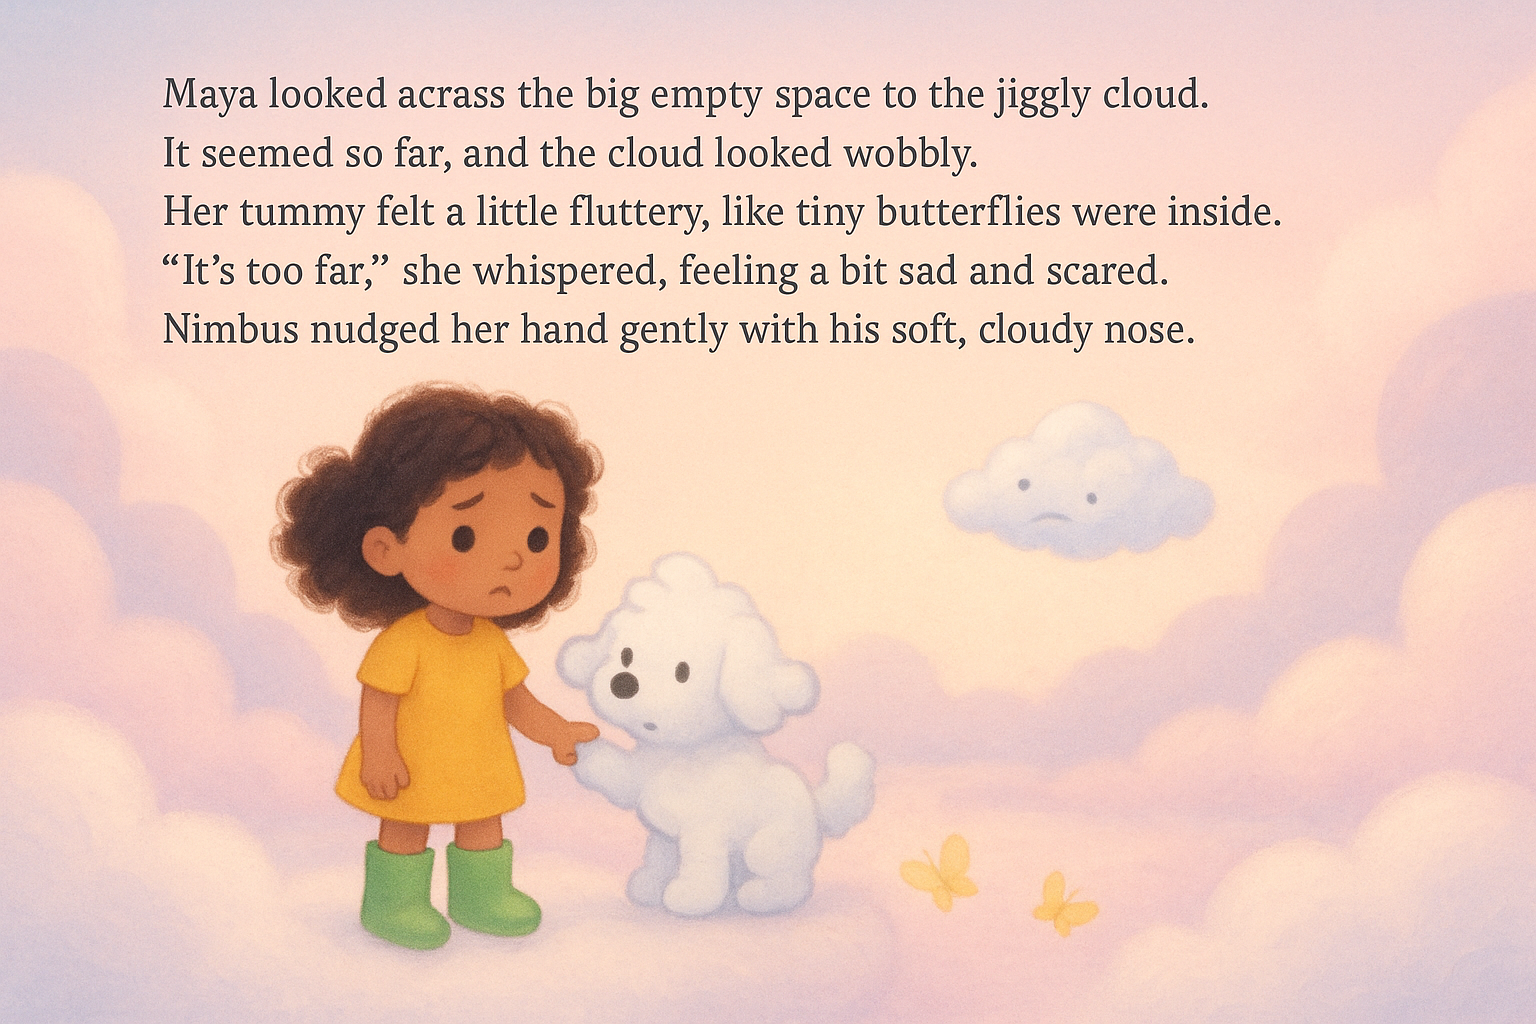 Maya looked acrass the big empty space to the jiggly cloud.
It seemed so far, and the cloud looked wobbly.
Her tummy felt a little fluttery, like tiny butterflies were inside.
“It’s too far,” she whispered, feeling a bit sad and scared.
Nimbus nudged her hand gently with his soft, cloudy nose.